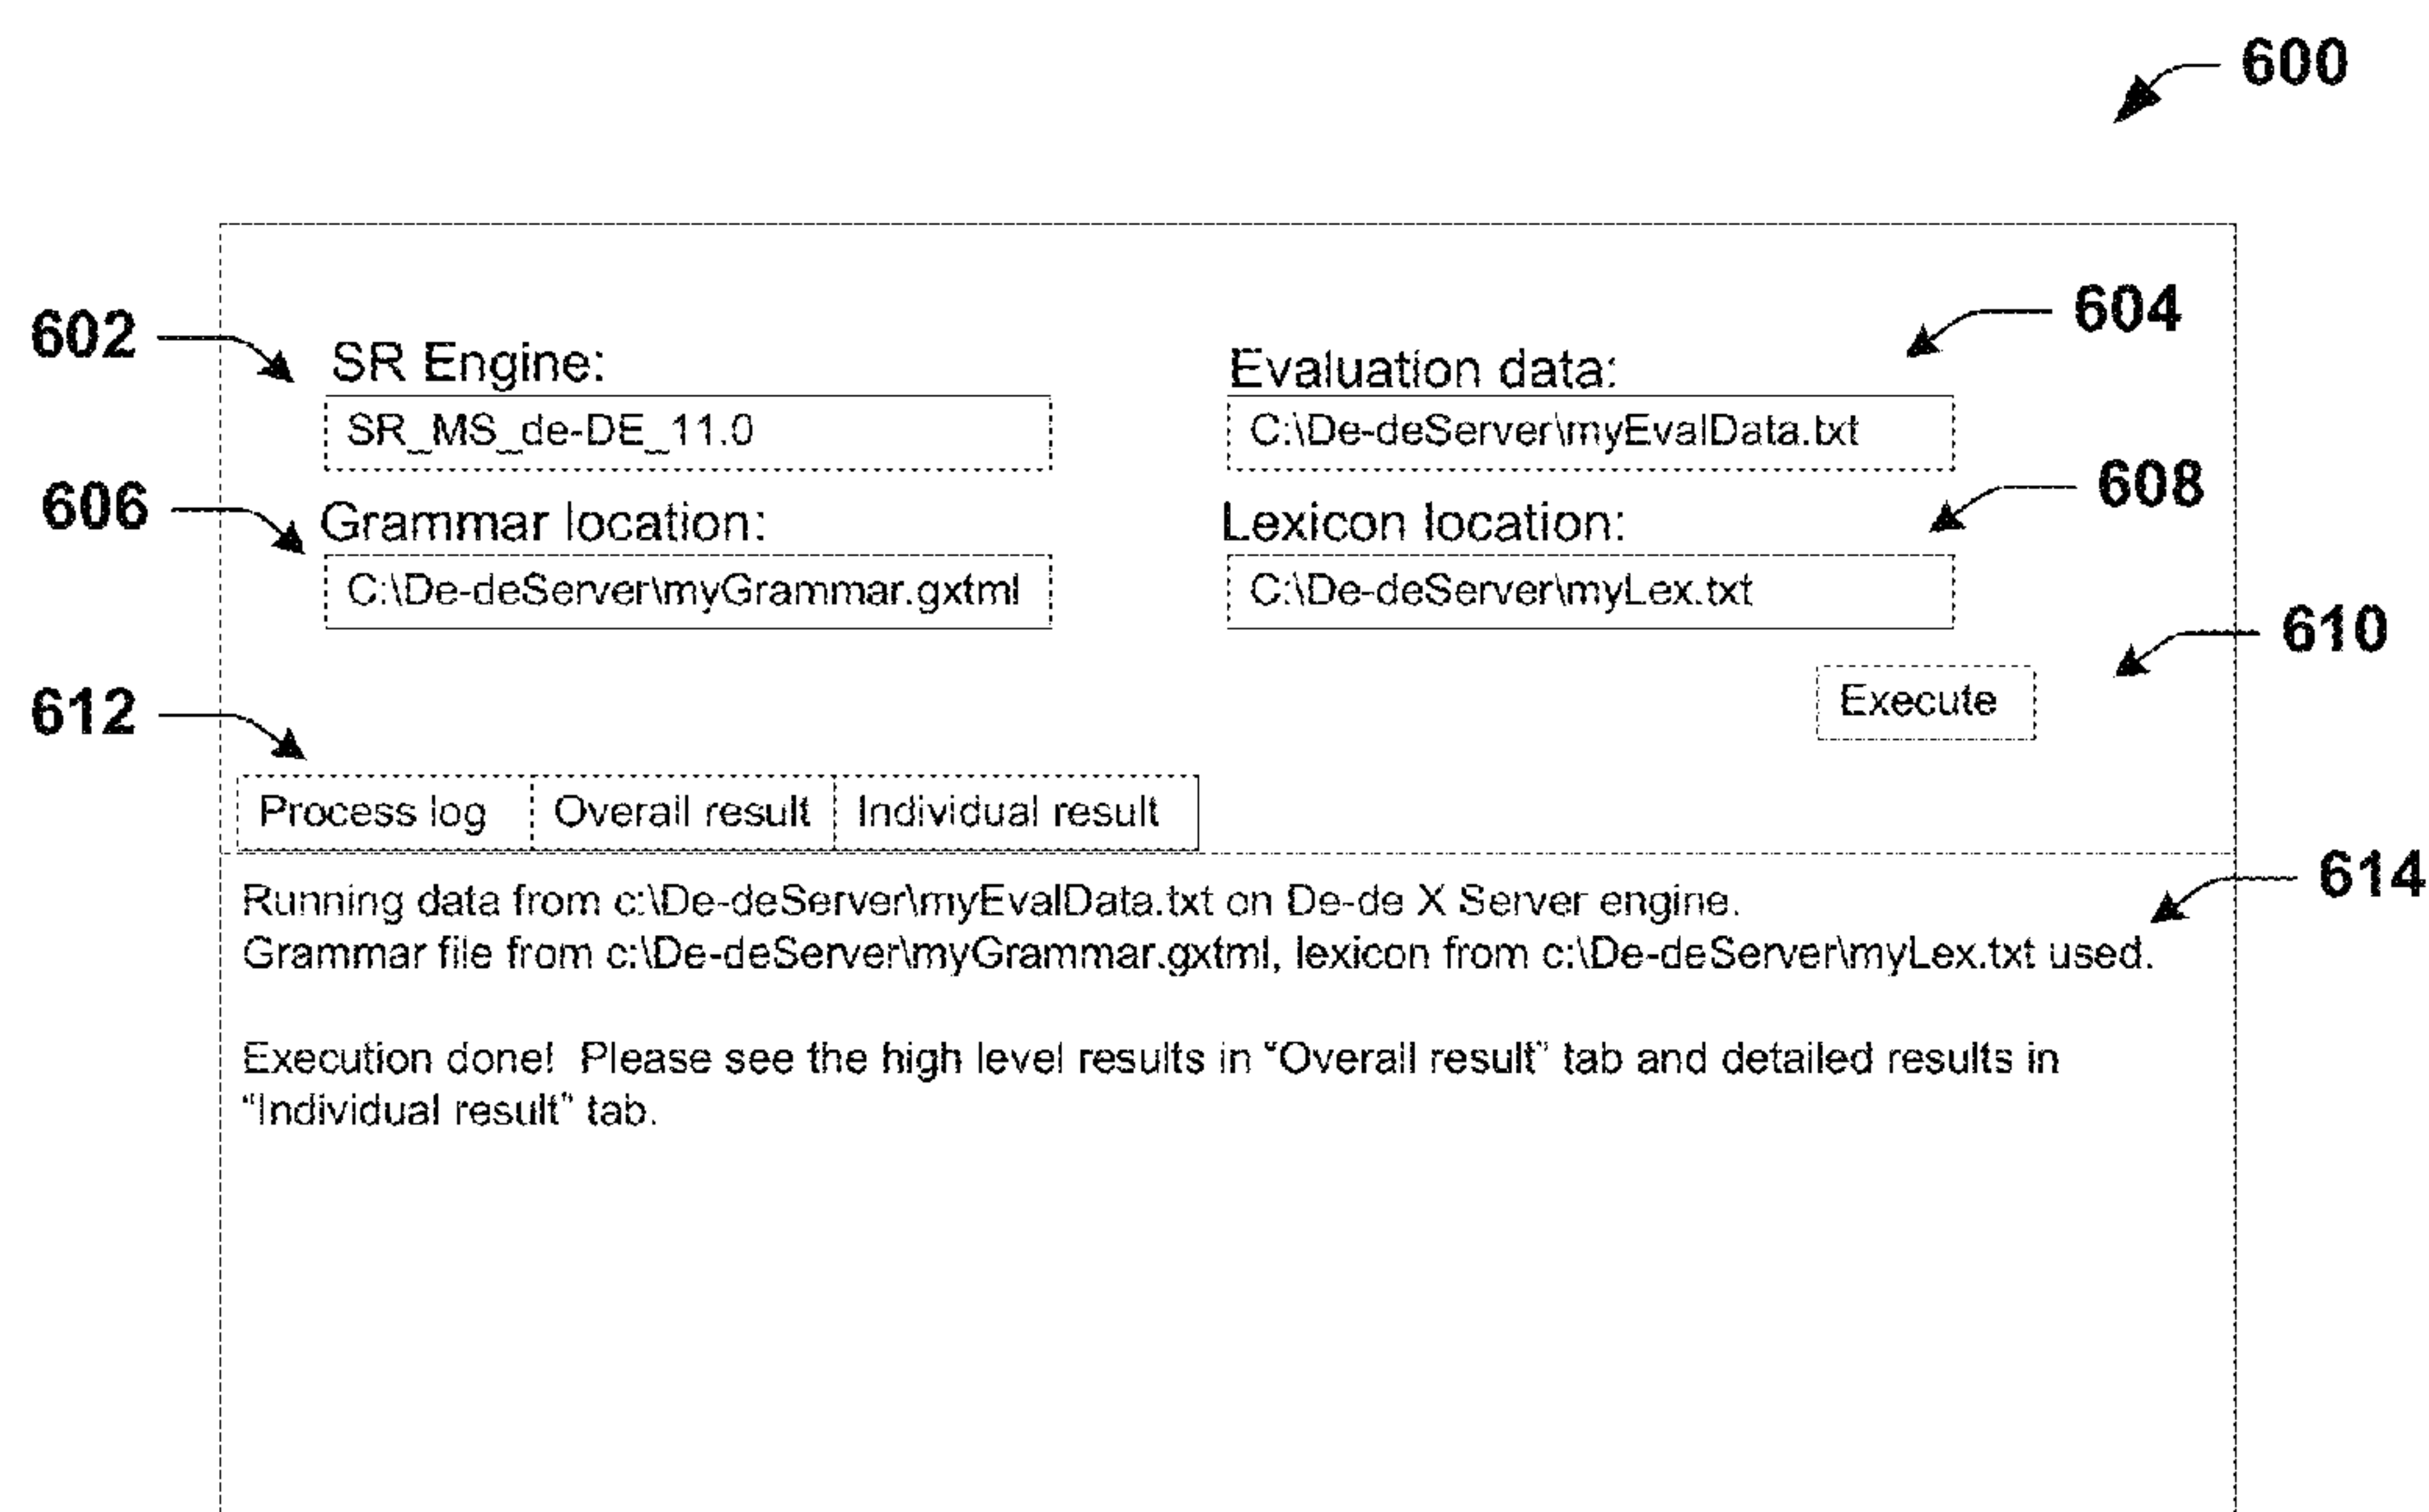 600
602
SR Engine:
SR_MS_de-DE_11.0
604
Evaluation data:
C:\De-deServer\myEvalData.txt
606
Grammar location:
C:\De-deServer\myGrammar.gxtml
608
Lexicon location:
C:\De-deServer\myLex.txt
610
Execute
612
Process log
Overall result
Individual result
614
Running data from c:\De-deServer\myEvalData.txt on De-de X Server engine.
Grammar file from c:\De-deServer\myGrammar.gxtml, lexicon from c:\De-deServer\myLex.txt used.
Execution done! Please see the high level results in “Overall result” tab and detailed results in
“Individual result” tab.